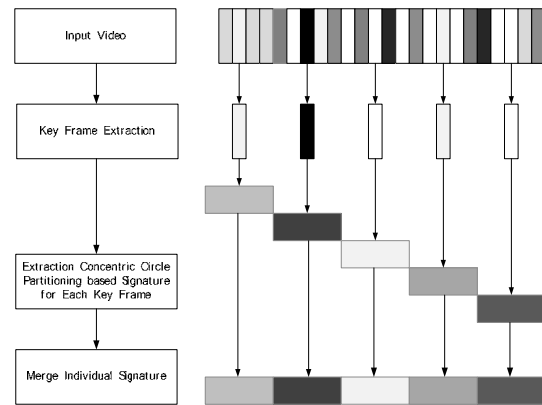 Input Video
Key Frame Extraction
Extraction Concentric Circle
Partitioning based Signature
for Each Key Frame
Merge Individual Signature